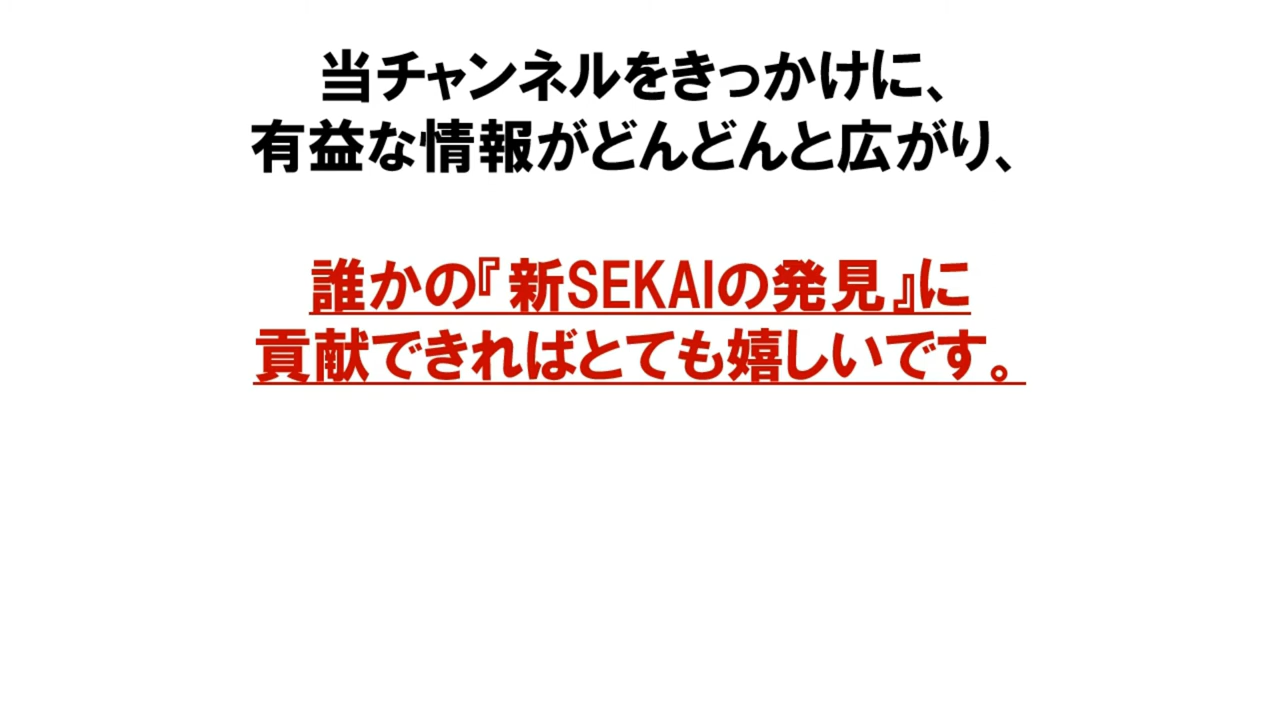 当チャンネルをきっかけに、
有益な情報がどんどんと広がり、
誰かの『新SEKAIの発見』に
貢献できればとても嬉しいです。